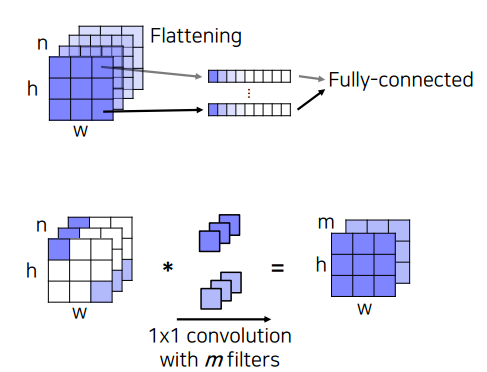 n
Flattening
h
w
⋮
Fully-connected
n
h
w
*
=
m
h
w
1x1 convolution
with m filters